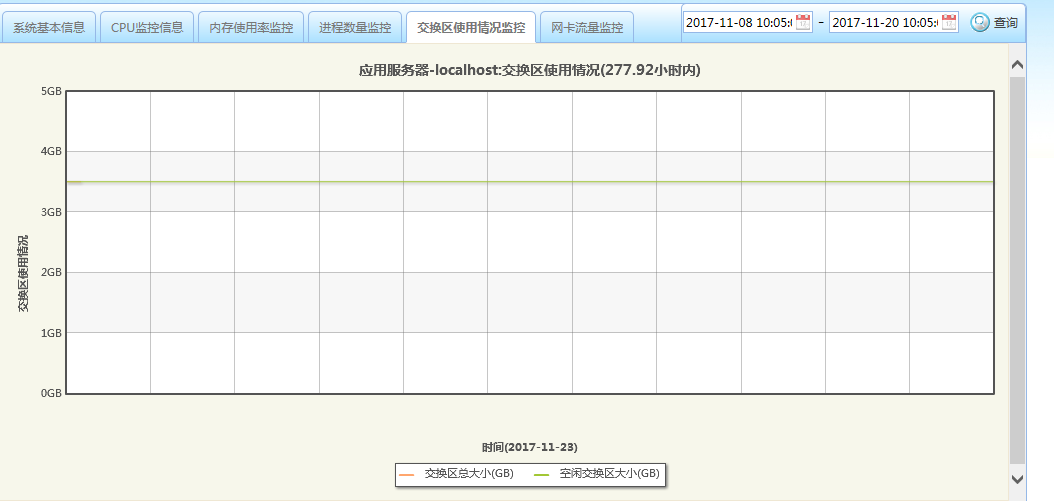 系统基本信息 CPU监控信息 内存使用率监控 进程数量监控 交换区使用情况监控 网卡流量监控 2017-11-08 10:05: - 2017-11-20 10:05: 查询
应用服务器-localhost:交换区使用情况(277.92小时内)
5GB
4GB
3GB
2GB
1GB
0GB
交换区使用情况
时间(2017-11-23)
交换区总大小(GB) 空闲交换区大小(GB)